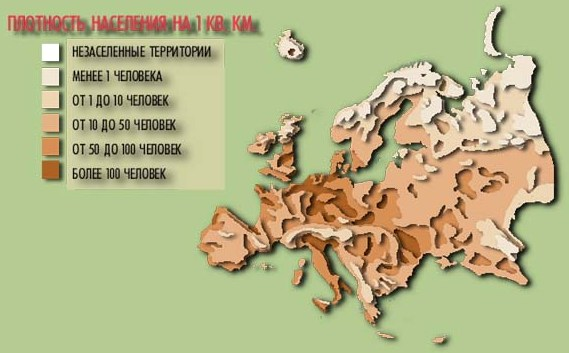 ПЛОТНОСТЬ НАСЕЛЕНИЯ НА 1 КВ. КМ
НЕЗАСЕЛЕННЫЕ ТЕРРИТОРИИ
МЕНЕЕ 1 ЧЕЛОВЕКА
ОТ 1 ДО 10 ЧЕЛОВЕК
ОТ 10 ДО 50 ЧЕЛОВЕК
ОТ 50 ДО 100 ЧЕЛОВЕК
БОЛЕЕ 100 ЧЕЛОВЕК